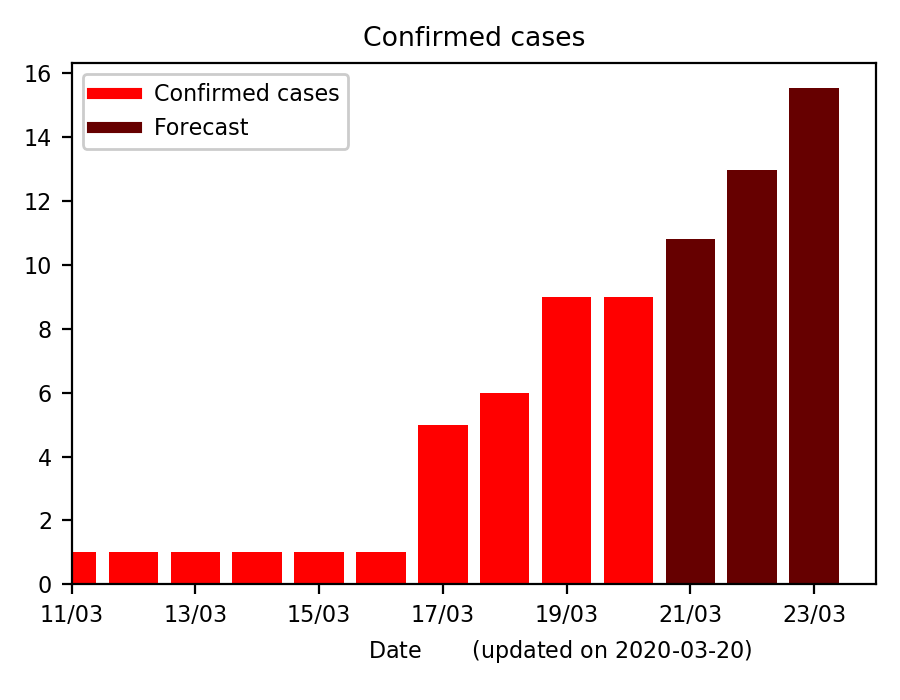 Confirmed cases
16
14
12
10
8
6
4
2
0
Confirmed cases
Forecast
11/03 13/03 15/03 17/03 19/03 21/03 23/03
Date (updated on 2020-03-20)